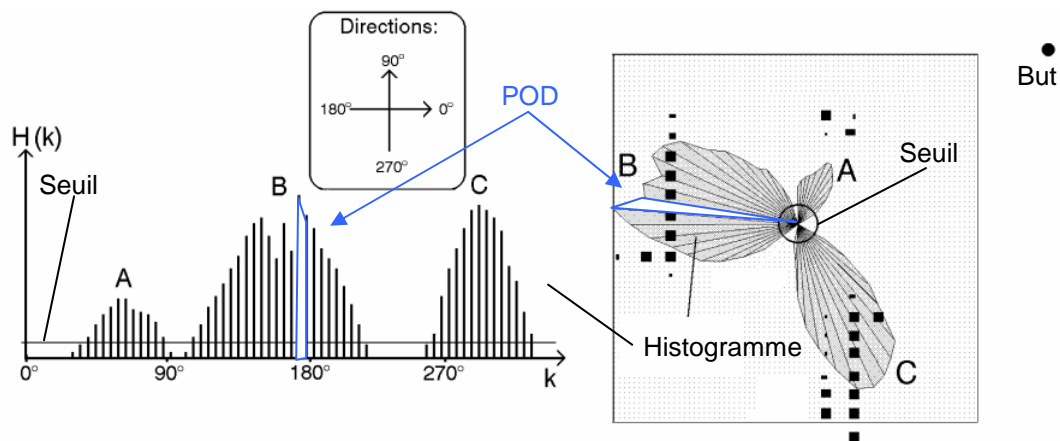 Directions:
90°
180°
0°
270°
POD
But
H(k)
Seuil
B
C
A
B
A
Seuil
C
Histogramme
0°
90°
180°
270°
k